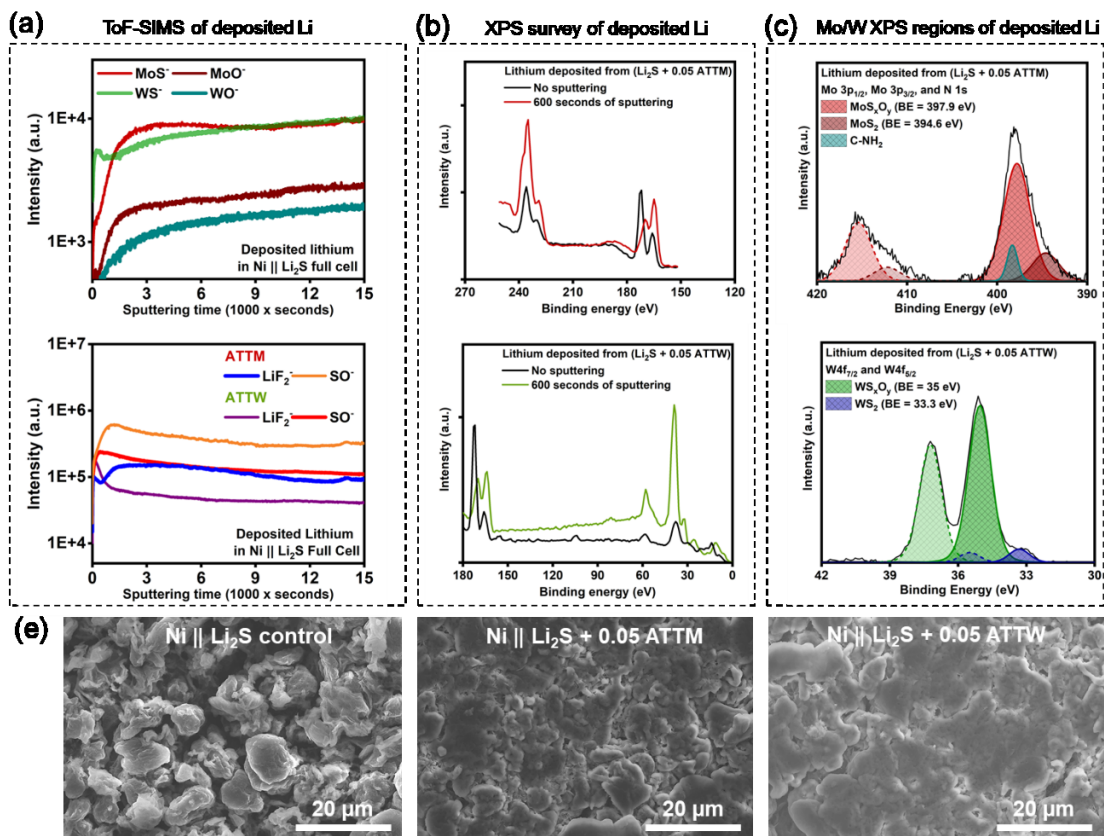 (a)
ToF-SIMS of deposited Li
MoS⁻ MoO⁻
WS⁻ WO⁻
1E+4
1E+3
Intensity (a.u.)
Deposited lithium
in Ni || Li₂S full cell
0 3 6 9 12 15
Sputtering time (1000 x seconds)
1E+7
1E+6
1E+5
1E+4
Intensity (a.u.)
ATTM
LiF₂⁻ SO⁻
ATTW
LiF₂⁻ SO⁻
Deposited Lithium
in Ni || Li₂S Full Cell
0 3 6 9 12 15
Sputtering time (1000 x seconds)
(b)
XPS survey of deposited Li
Lithium deposited from (Li₂S + 0.05 ATTM)
No sputtering
600 seconds of sputtering
Intensity (a.u.)
270 240 210 180 150 120
Binding energy (eV)
Lithium deposited from (Li₂S + 0.05 ATTW)
No sputtering
600 seconds of sputtering
Intensity (a.u.)
180 150 120 90 60 30 0
Binding energy (eV)
(c)
Mo/W XPS regions of deposited Li
Lithium deposited from (Li₂S + 0.05 ATTM)
Mo 3p₁/₂, Mo 3p₃/₂, and N 1s
MoSₓOᵧ (BE = 397.9 eV)
MoS₂ (BE = 394.6 eV)
C-NH₂
Intensity (a.u.)
420 410 400 390
Binding Energy (eV)
Lithium deposited from (Li₂S + 0.05 ATTW)
W4f₇/₂ and W4f₅/₂
WSₓOᵧ (BE = 35 eV)
WS₂ (BE = 33.3 eV)
Intensity (a.u.)
42 38 34 30
Binding Energy (eV)
(e)
Ni || Li₂S control
20 µm
Ni || Li₂S + 0.05 ATTM
20 µm
Ni || Li₂S + 0.05 ATTW
20 µm